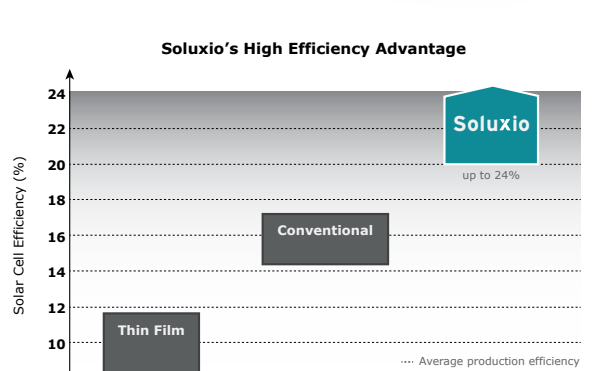 Soluxio's High Efficiency Advantage
Solar Cell Efficiency (%)
24
22
20
18
16
14
12
10
Soluxio
up to 24%
Conventional
Thin Film
Average production efficiency